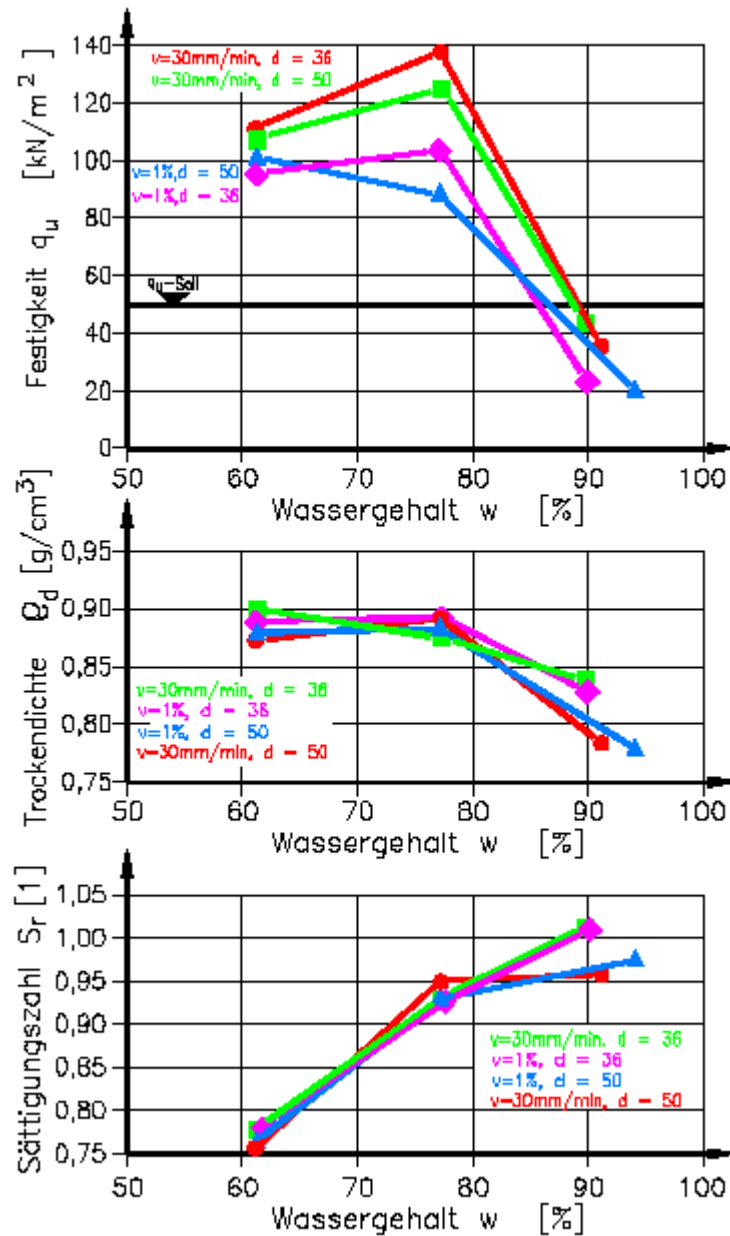 Festigkeit q_u [kN/m²]
140
120
100
80
60
40
20
0
v=30mm/min, d = 36
v=30mm/min, d = 50
v=1%,d = 50
v=1%,d = 36
q_u-Soll
50 60 70 80 90 100
Wassergehalt w [%]
Trockendichte ϱ_d [g/cm³]
0,95
0,90
0,85
0,80
0,75
v=30mm/min, d = 36
v=1%, d = 36
v=1%, d = 50
v=30mm/min, d = 50
50 60 70 80 90 100
Wassergehalt w [%]
Sättigungszahl S_r [1]
1,05
1,00
0,95
0,90
0,85
0,80
0,75
v=30mm/min. d = 36
v=1%, d = 36
v=1%, d = 50
v=30mm/min, d = 50
50 60 70 80 90 100
Wassergehalt w [%]